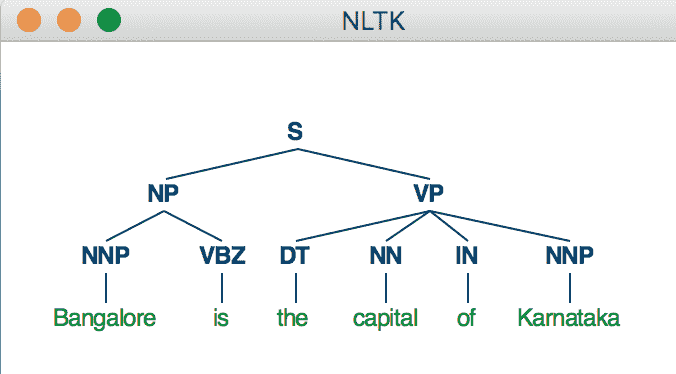 NLTK
S
NP VP
NNP VBZ DT NN IN NNP
Bangalore is the capital of Karnataka